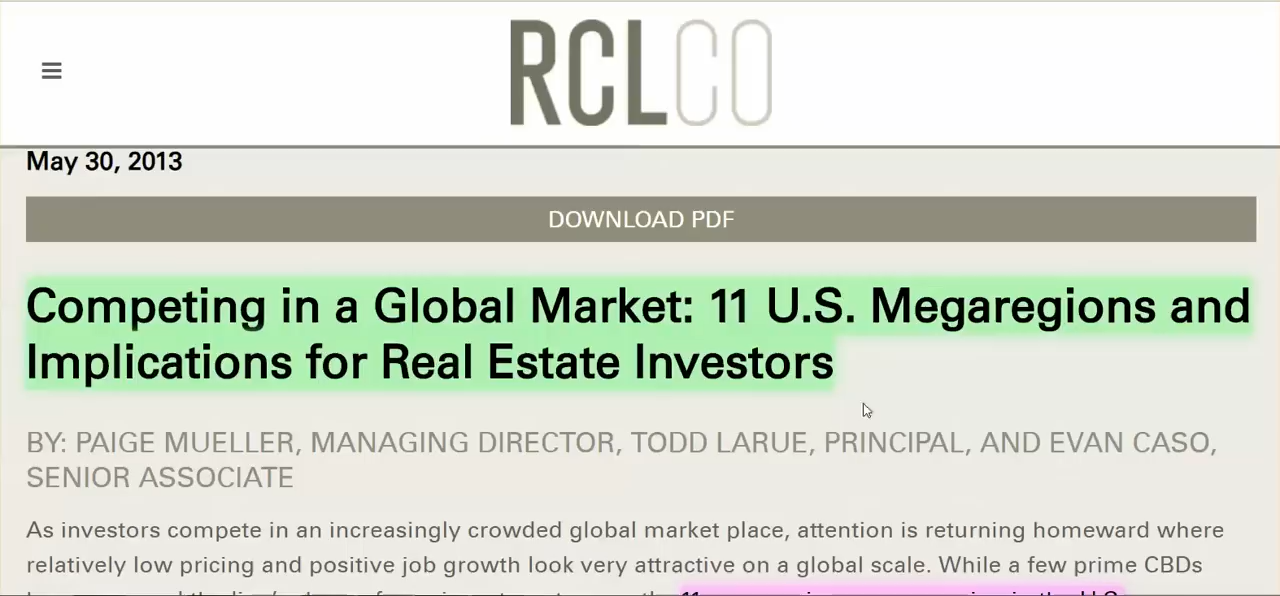 RCLCO
May 30, 2013
DOWNLOAD PDF
Competing in a Global Market: 11 U.S. Megaregions and
Implications for Real Estate Investors
BY: PAIGE MUELLER, MANAGING DIRECTOR, TODD LARUE, PRINCIPAL, AND EVAN CASO,
SENIOR ASSOCIATE
As investors compete in an increasingly crowded global market place, attention is returning homeward where
relatively low pricing and positive job growth look very attractive on a global scale. While a few prime CBDs